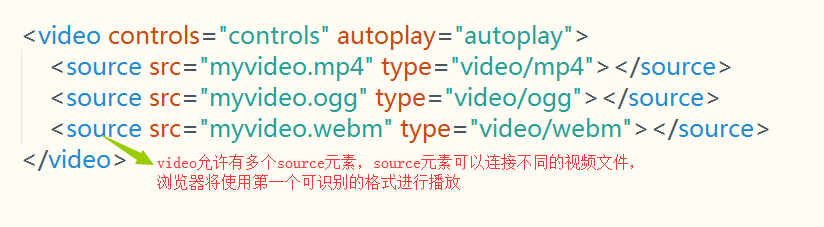 <video controls="controls" autoplay="autoplay">
<source src="myvideo.mp4" type="video/mp4"></source>
<source src="myvideo.ogg" type="video/ogg"></source>
<source src="myvideo.webm" type="video/webm"></source>
</video>
video允许有多个source元素，source元素可以连接不同的视频文件，
浏览器将使用第一个可识别的格式进行播放